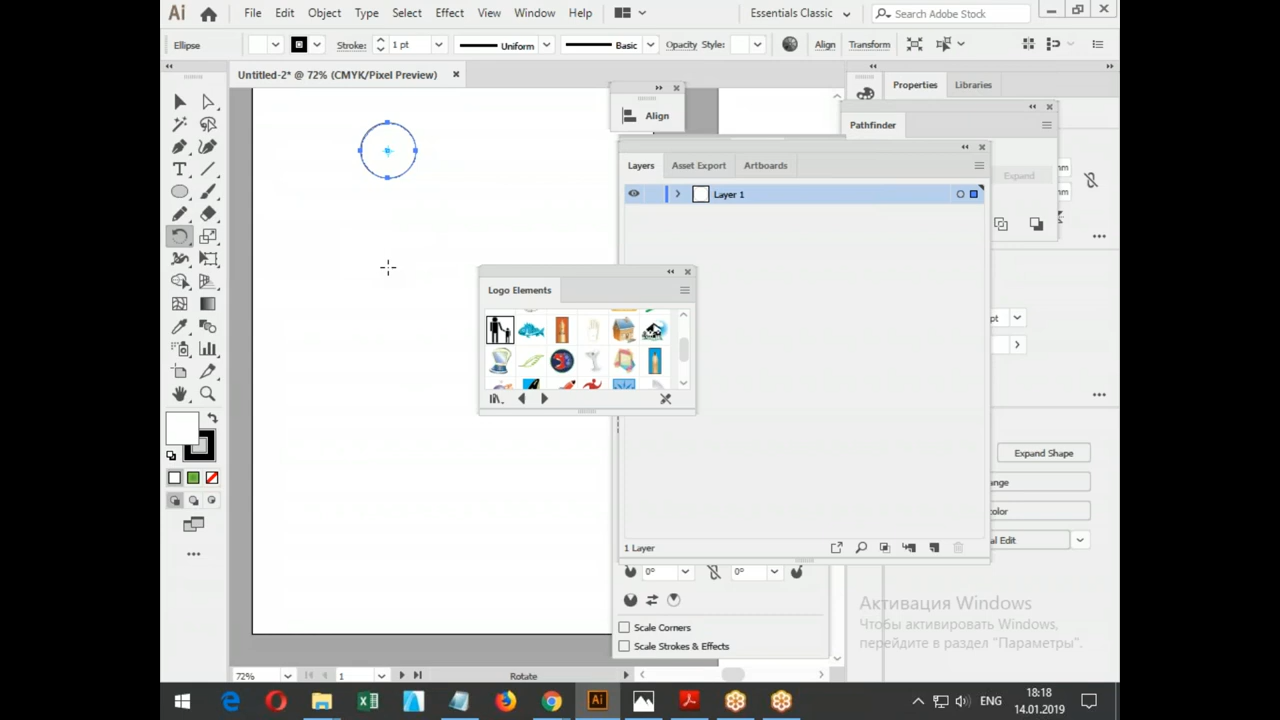 Ai File Edit Object Type Select Effect View Window Help Essentials Classic Search Adobe Stock
Ellipse Stroke: 1 pt Uniform Basic Opacity Style: Align Transform
Untitled-2* @ 72% (CMYK/Pixel Preview)
Properties Libraries
Align
Pathfinder
Layers Asset Export Artboards
Expand
mm
Layer 1
mm
Logo Elements
pt
Expand Shape
ange
olor
al Edit
1 Layer
0° 0°
Scale Corners
Scale Strokes & Effects
Активация Windows
Чтобы активировать Windows,
перейдите в раздел "Параметры".
72% 1 Rotate
Ai ENG 18:18
14.01.2019